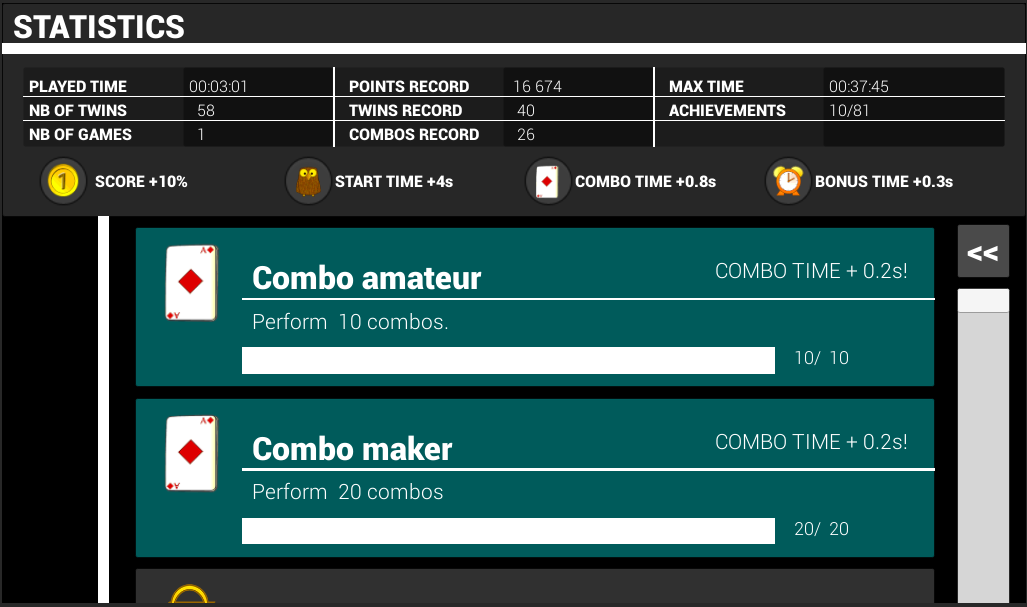 STATISTICS
PLAYED TIME 00:03:01 POINTS RECORD 16 674 MAX TIME 00:37:45
NB OF TWINS 58 TWINS RECORD 40 ACHIEVEMENTS 10/81
NB OF GAMES 1 COMBOS RECORD 26
1 SCORE +10% START TIME +4s COMBO TIME +0.8s BONUS TIME +0.3s
<<
A
Combo amateur COMBO TIME + 0.2s!
Perform 10 combos.
A
10/ 10
A
Combo maker COMBO TIME + 0.2s!
Perform 20 combos
A
20/ 20